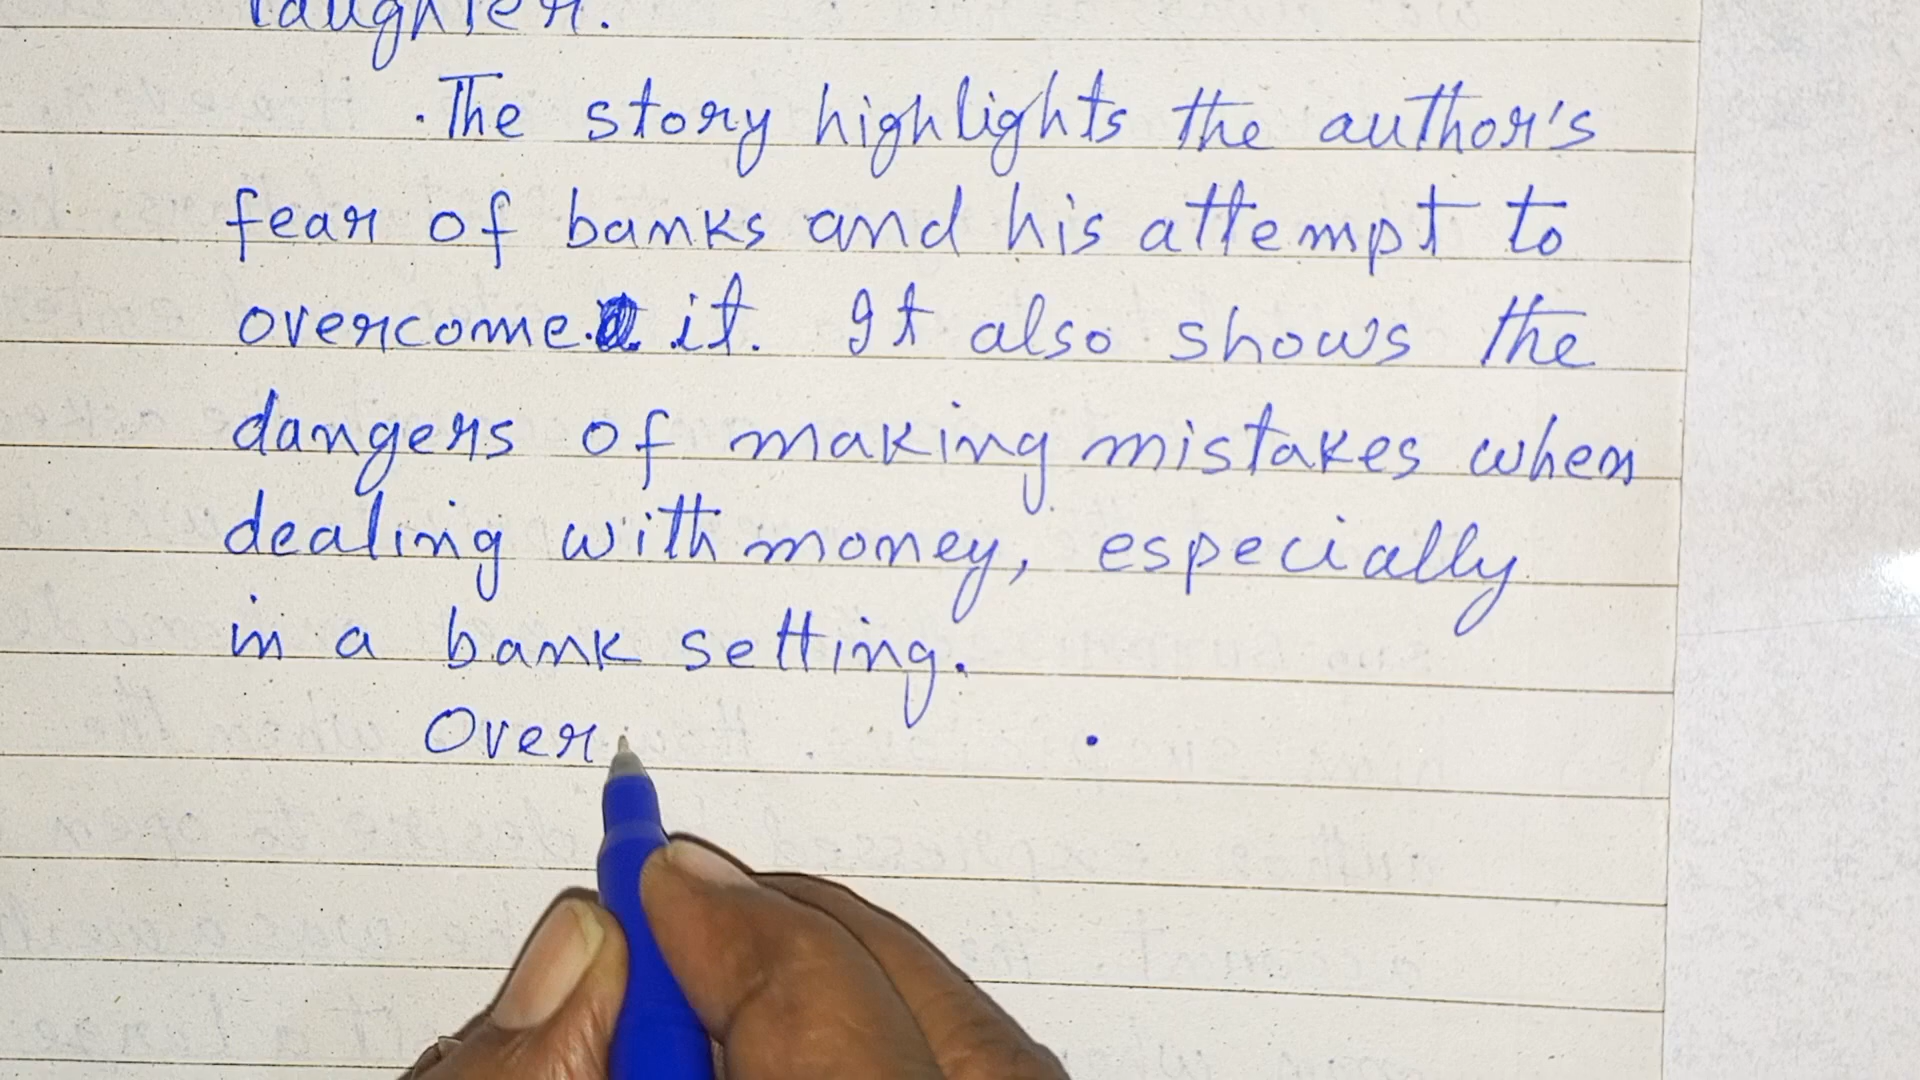 laughter.
The story highlights the author's
fear of banks and his attempt to
overcome it. It also shows the
dangers of making mistakes when
dealing with money, especially
in a bank setting.
Over